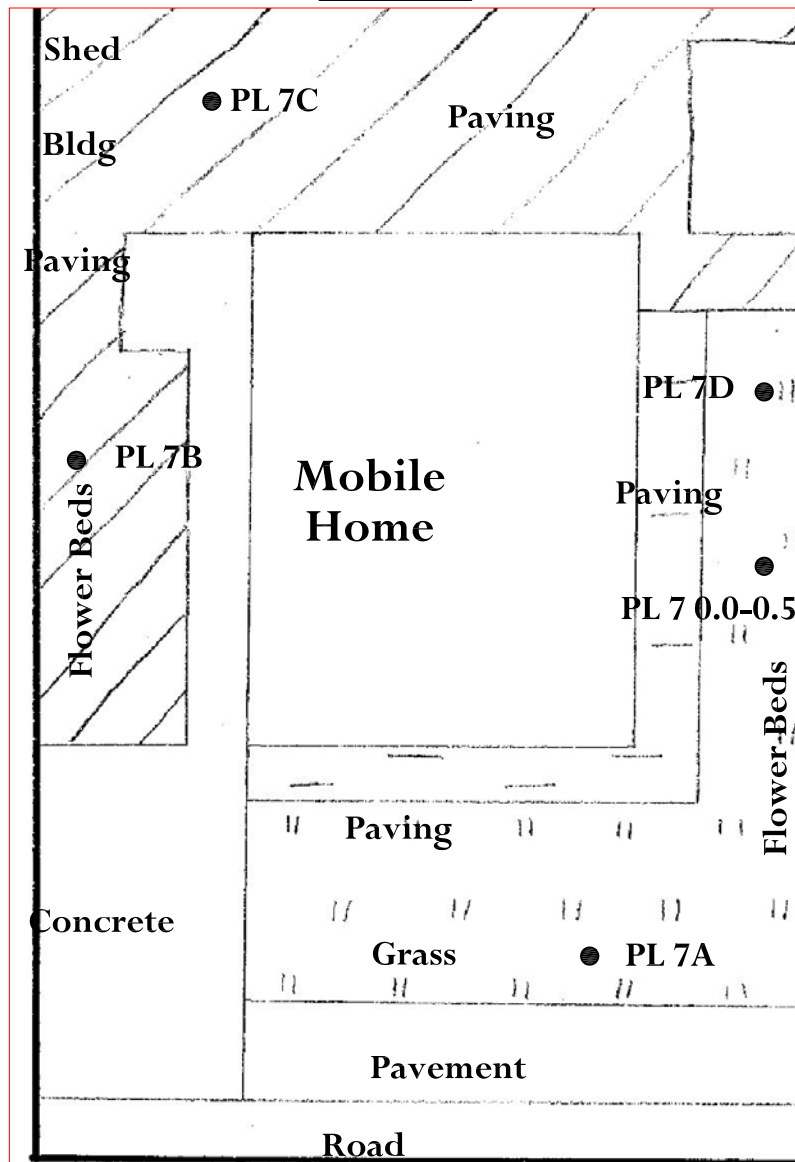 Shed
PL 7C
Paving
Bldg
Paving
PL 7D
PL 7B
Mobile
Home
Paving
Flower Beds
PL 7 0.0-0.5
Flower Beds
Paving
Concrete
Grass
PL 7A
Pavement
Road